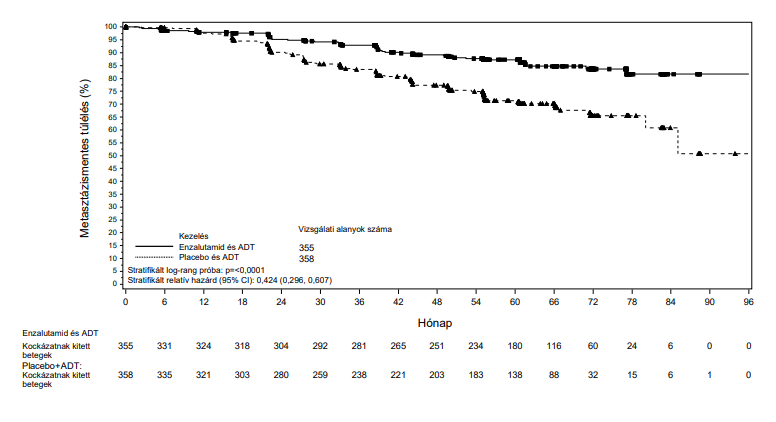 Metasztázismentes túlélés (%)
100
95
90
85
80
75
70
65
60
55
50
45
40
35
30
25
20
15
10
5
0
Kezelés Vizsgálati alanyok száma
Enzalutamid és ADT 355
Placebo és ADT 358
Stratifikált log-rang próba: p=<0,0001
Stratifikált relatív hazárd (95% CI): 0,424 (0,296, 0,607)
0 6 12 18 24 30 36 42 48 54 60 66 72 78 84 90 96
Hónap
Enzalutamid és ADT
Kockázatnak kitett 355 331 324 318 304 292 281 265 251 234 180 116 60 24 6 0 0
betegek
Placebo+ADT:
Kockázatnak kitett 358 335 321 303 280 259 238 221 203 183 138 88 32 15 6 1 0
betegek